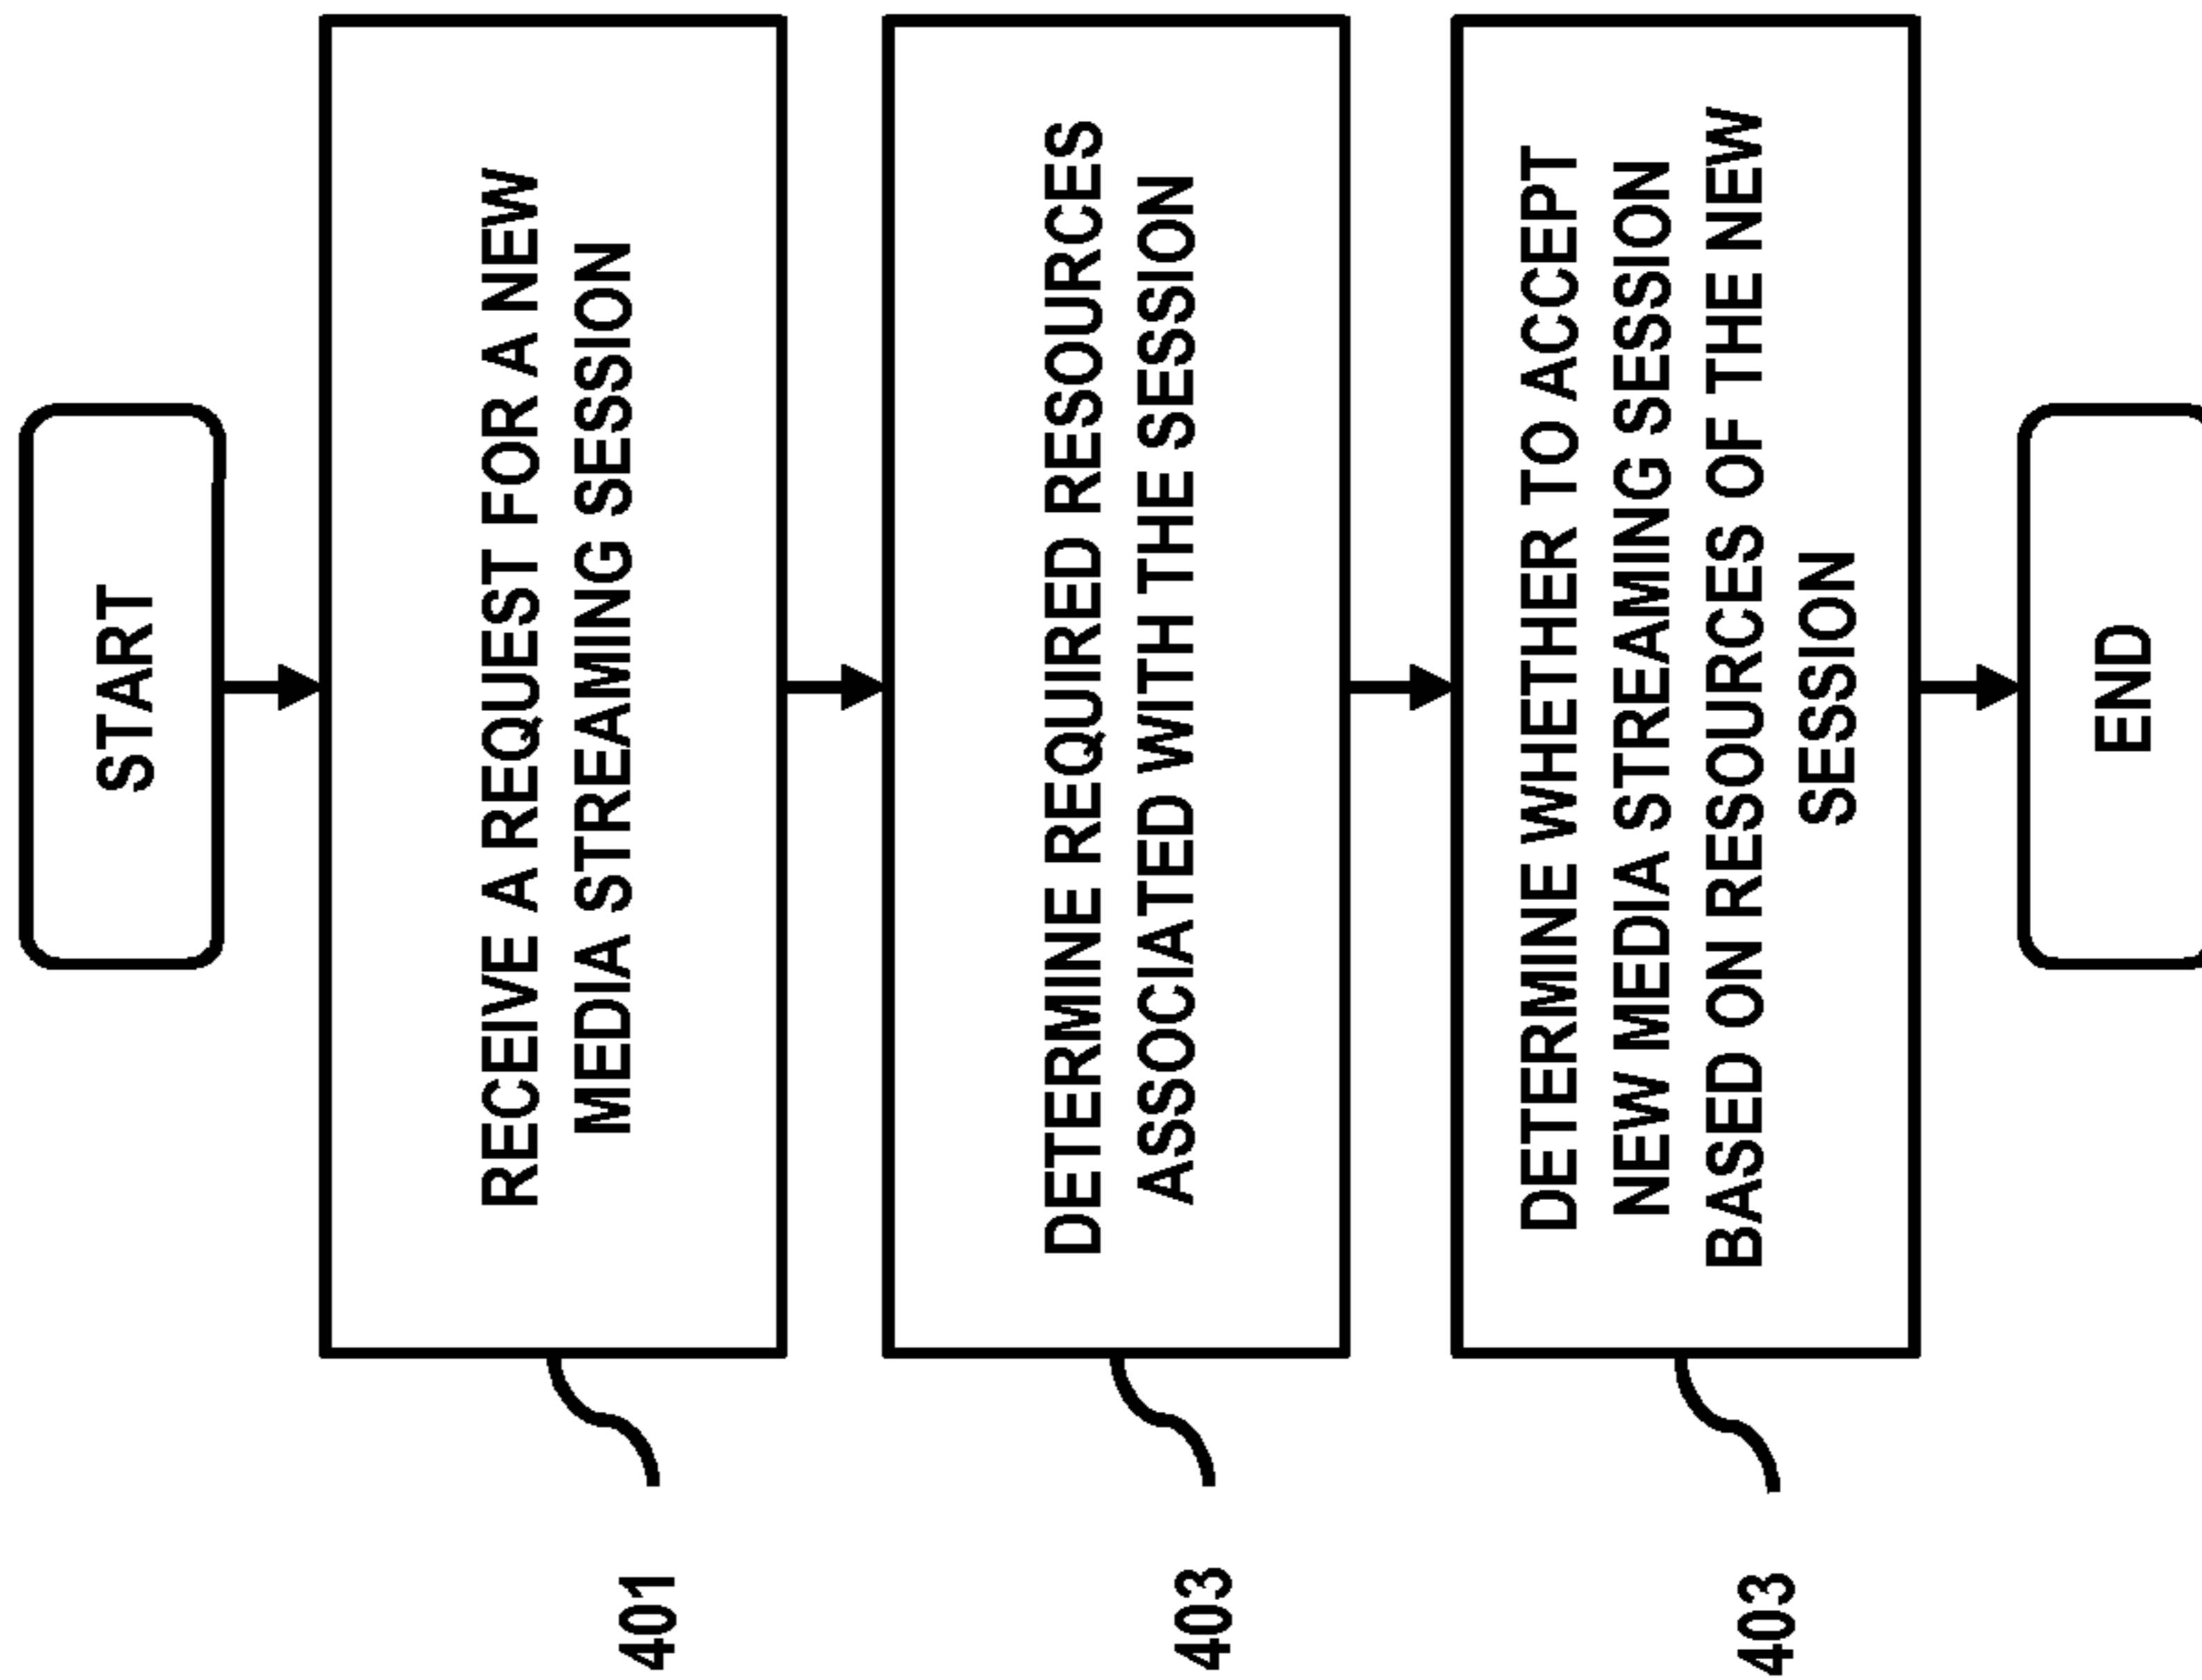 START
RECEIVE A REQUEST FOR A NEW
MEDIA STREAMING SESSION
401
DETERMINE REQUIRED RESOURCES
ASSOCIATED WITH THE SESSION
403
DETERMINE WHETHER TO ACCEPT
NEW MEDIA STREAMING SESSION
BASED ON RESOURCES OF THE NEW
SESSION
403
END